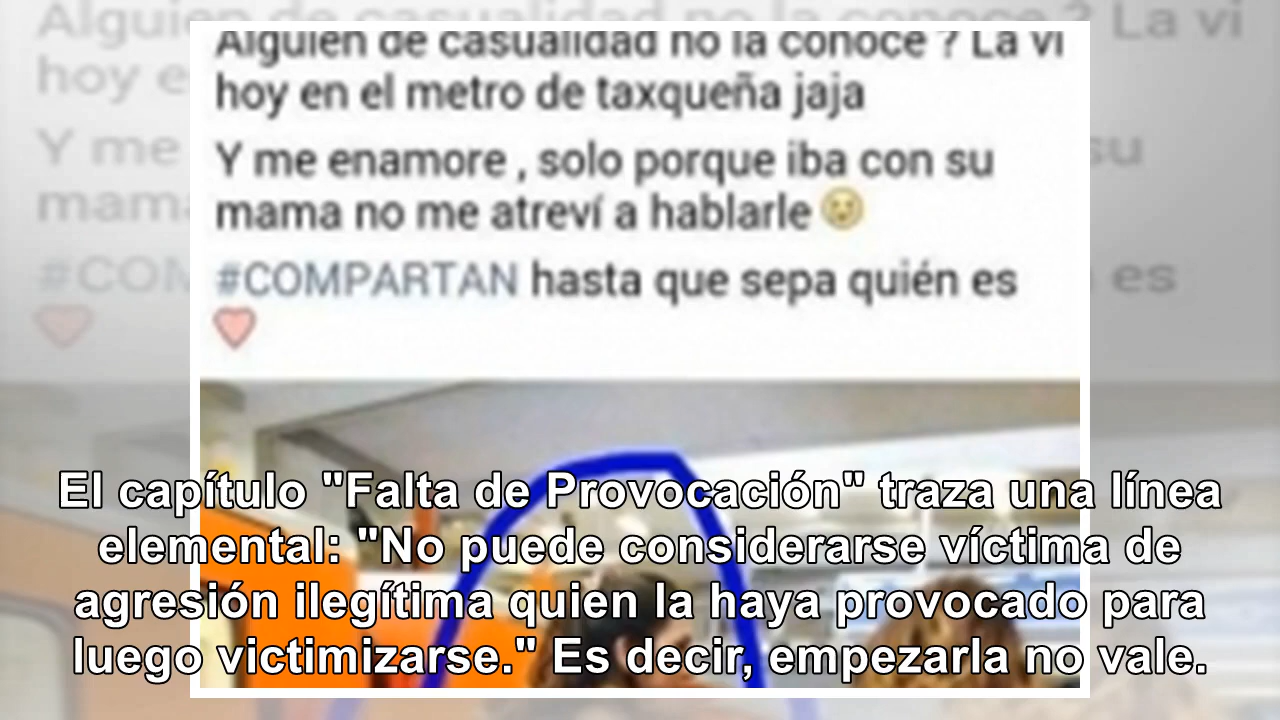 Alguien de casualidad no la conoce ? La vi
hoy en el metro de taxqueña jaja
Y me enamore , solo porque iba con su
mama no me atreví a hablarle
#COMPARTAN hasta que sepa quién es
El capítulo "Falta de Provocación" traza una línea
elemental: "No puede considerarse víctima de
agresión ilegítima quien la haya provocado para
luego victimizarse." Es decir, empezarla no vale.